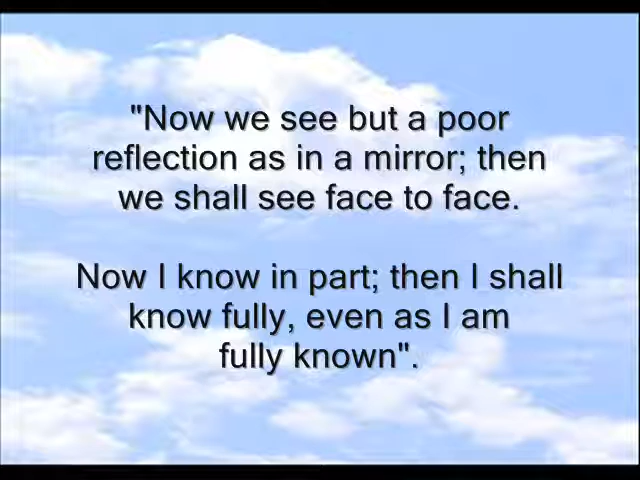 "Now we see but a poor
reflection as in a mirror; then
we shall see face to face.
Now I know in part; then I shall
know fully, even as I am
fully known".